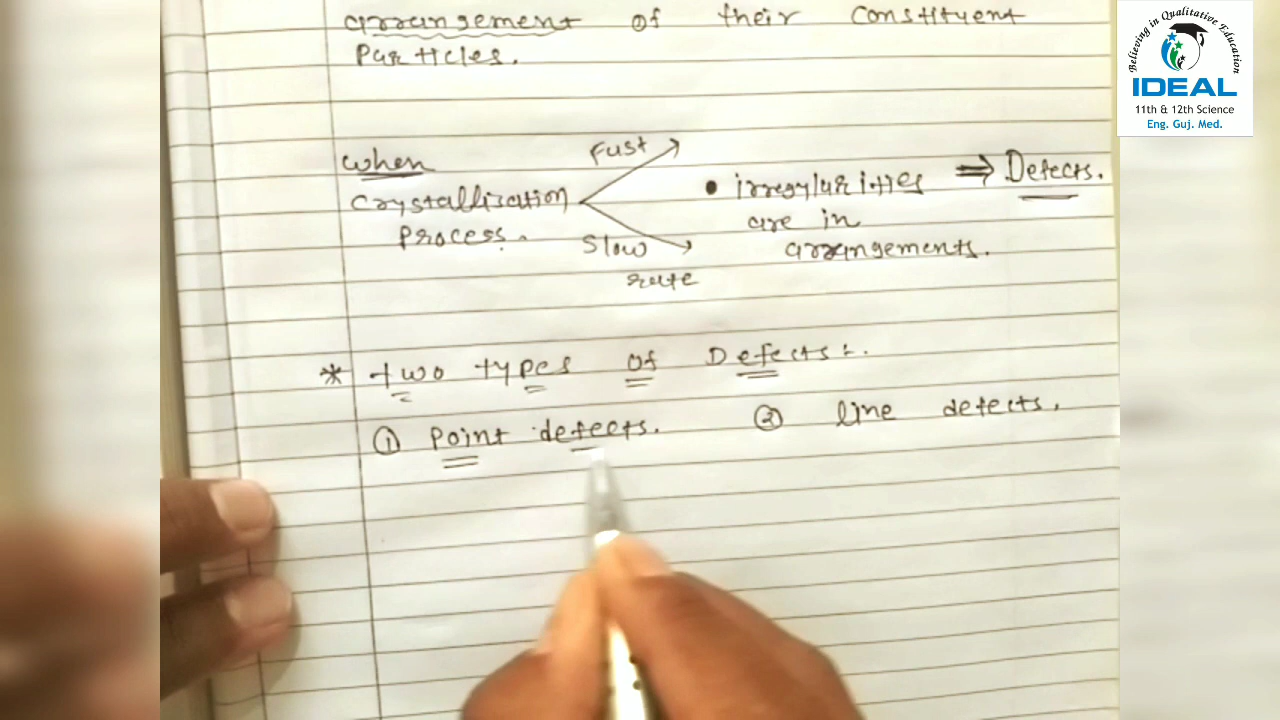 arrangement of their constituent
Particles.
when
Crystallization
Process.
Fast
Slow
rate
• irregularities
are in
arrangements.
⇒ Defects.
* two types of Defects:.
① Point defects.
② line defects.
Believing in Qualitative Education
IDEAL
11th & 12th Science
Eng. Guj. Med.